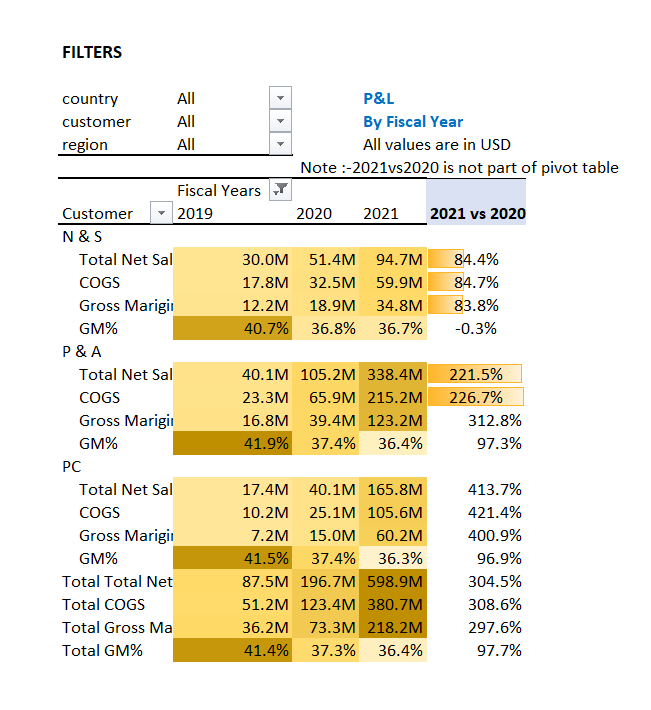 FILTERS
country All P&L
customer All By Fiscal Year
region All All values are in USD
Note :-2021vs2020 is not part of pivot table
Fiscal Years
Customer 2019 2020 2021 2021 vs 2020
N & S
Total Net Sal 30.0M 51.4M 94.7M 84.4%
COGS 17.8M 32.5M 59.9M 84.7%
Gross Marigi 12.2M 18.9M 34.8M 83.8%
GM% 40.7% 36.8% 36.7% -0.3%
P & A
Total Net Sal 40.1M 105.2M 338.4M 221.5%
COGS 23.3M 65.9M 215.2M 226.7%
Gross Marigi 16.8M 39.4M 123.2M 312.8%
GM% 41.9% 37.4% 36.4% 97.3%
PC
Total Net Sal 17.4M 40.1M 165.8M 413.7%
COGS 10.2M 25.1M 105.6M 421.4%
Gross Marigi 7.2M 15.0M 60.2M 400.9%
GM% 41.5% 37.4% 36.3% 96.9%
Total Total Net 87.5M 196.7M 598.9M 304.5%
Total COGS 51.2M 123.4M 380.7M 308.6%
Total Gross Ma 36.2M 73.3M 218.2M 297.6%
Total GM% 41.4% 37.3% 36.4% 97.7%